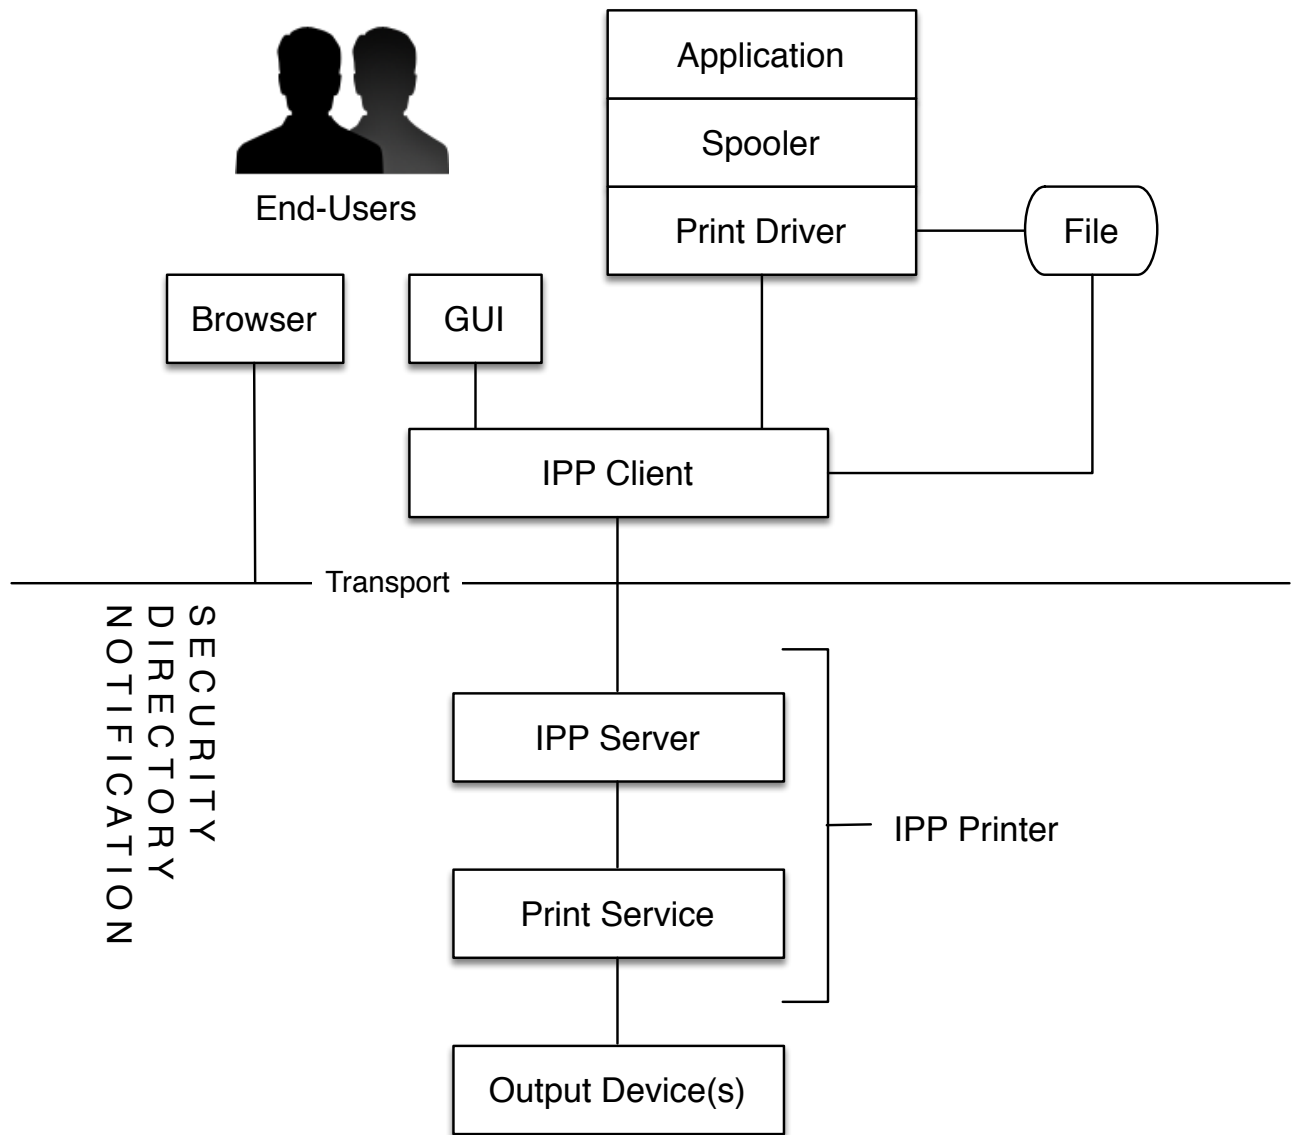 Application
Spooler
End-Users
Print Driver
File
Browser
GUI
IPP Client
Transport
SECURITY
DIRECTORY
NOTIFICATION
IPP Server
IPP Printer
Print Service
Output Device(s)